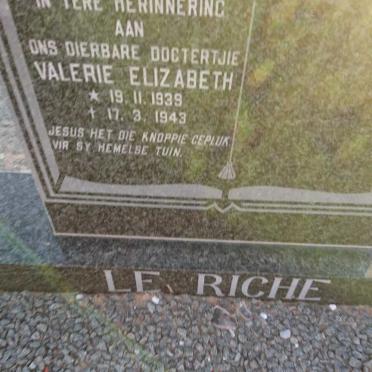 IN TERE HERINNERING
AAN
ONS DIERBARE DOGTERTJIE
VALERIE ELIZABETH
* 19.11.1939
† 17.3.1943
JESUS HET DIE KNOPPIE GEPLUK
VIR SY HEMELSE TUIN.
LE RICHE